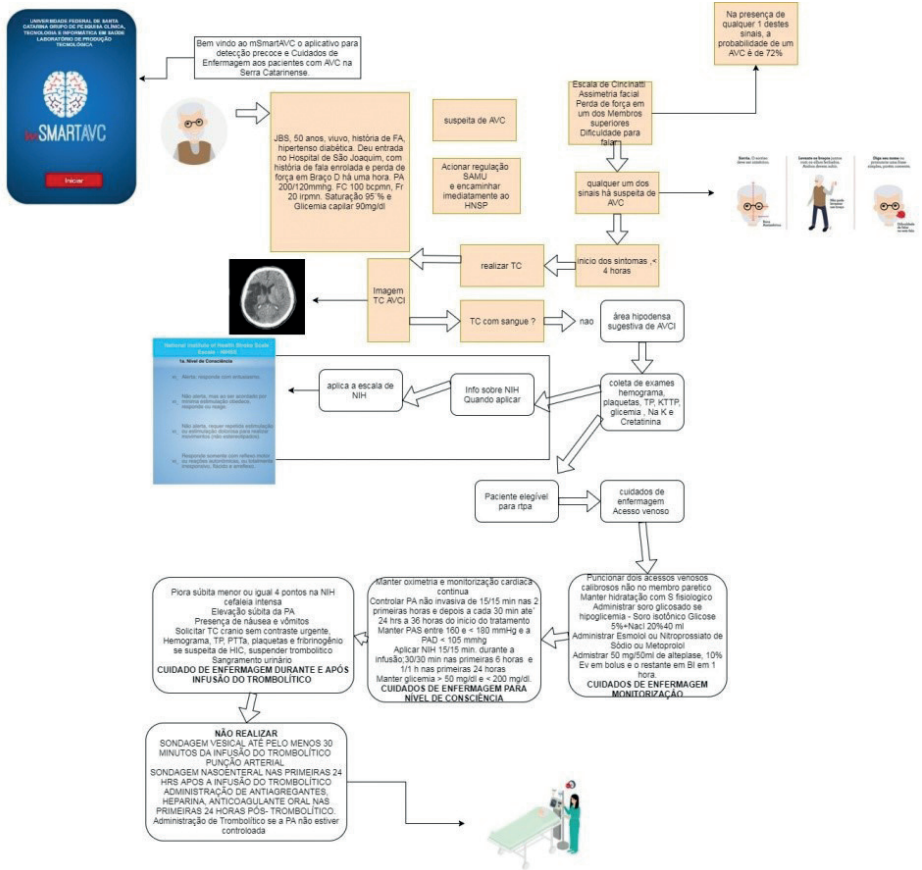 UNIVERSIDADE FEDERAL DE SANTA
CATARINA GRUPO DE PESQUISA CLÍNICA,
TECNOLOGIA E INFORMÁTICA EM SAÚDE
LABORATÓRIO DE PRODUÇÃO
TECNOLÓGICA
mSMARTAVC
Iniciar
Bem vindo ao mSmartAVC o aplicativo para
detecção precoce e Cuidados de
Enfermagem aos pacientes com AVC na
Serra Catarinense.
Na presença de
qualquer 1 destes
sinais, a
probabilidade de um
AVC é de 72%
JBS, 50 anos, viuvo, história de FA,
hipertenso diabética. Deu entrada
no Hospital de São Joaquim, com
história de fala enrolada e perda de
força em Braço D há uma hora. PA
200/120mmhg. FC 100 bcpmn, Fr
20 irpmn. Saturação 95 % e
Glicemia capilar 90mg/dl
suspeita de AVC
Acionar regulação
SAMU
e encaminhar
imediatamente ao
HNSP
Escala de Cincinatti
Assimetria facial
Perda de força em
um dos Membros
superiores
Dificuldade para
falar
qualquer um dos
sinais há suspeita de
AVC
inicio dos sintomas ,<
4 horas
realizar TC
Imagem
TC AVCI
TC com sangue ?
nao
área hipodensa
sugestiva de AVCI
coleta de exames
hemograma,
plaquetas, TP, KTTP,
glicemia , Na K e
Cretatinina
Info sobre NIH
Quando aplicar
aplica a escala de
NIH
National Institute of Health Stroke Scale
Escala - NIHSS
1a. Nível de Consciência
Paciente elegível
para rtpa
cuidados de
enfermagem
Acesso venoso
Puncionar dois acessos venosos
calibrosos não no membro paretico
Manter hidratação com S fisiologico
Administrar soro glicosado se
hipoglicemia - Soro isotônico Glicose
5%+Nacl 20%40 ml
Administrar Esmolol ou Nitroprossiato de
Sódio ou Metoprolol
Admistrar 50 mg/50ml de alteplase, 10%
Ev em bolus e o restante em BI em 1
hora.
CUIDADOS DE ENFERMAGEM
MONITORIZAÇÃO
Manter oximetria e monitorização cardiaca
continua
Controlar PA não invasiva de 15/15 min nas 2
primeiras horas e depois a cada 30 min ate´
24 hrs a 36 horas do inicio do tratamento
Manter PAS entre 160 e < 180 mmHg e a
PAD < 105 mmhg
Aplicar NIH 15/15 min. durante a
infusão;30/30 min nas primeiras 6 horas e
1/1 h nas primeiras 24 horas
Manter glicemia > 50 mg/dl e < 200 mg/dl.
CUIDADOS DE ENFERMAGEM PARA
NÍVEL DE CONSCIÊNCIA
Piora súbita menor ou igual 4 pontos na NIH
cefaleia intensa
Elevação súbita da PA
Presença de náusea e vômitos
Solicitar TC cranio sem contraste urgente,
Hemograma, TP, PTTa, plaquetas e fribrinogênio
se suspeita de HIC, suspender trombolitico
Sangramento urinário
CUIDADO DE ENFERMAGEM DURANTE E APÓS
INFUSÃO DO TROMBOLÍTICO
NÃO REALIZAR
SONDAGEM VESICAL ATÉ PELO MENOS 30
MINUTOS DA INFUSÃO DO TROMBOLÍTICO
PUNÇÃO ARTERIAL
SONDAGEM NASOENTERAL NAS PRIMEIRAS 24
HRS APOS A INFUSÃO DO TROMBOLÍTICO
ADMINISTRAÇÃO DE ANTIAGREGANTES,
HEPARINA, ANTICOAGULANTE ORAL NAS
PRIMEIRAS 24 HORAS PÓS- TROMBOLÍTICO.
Administração de Trombolítico se a PA não estiver
controloada